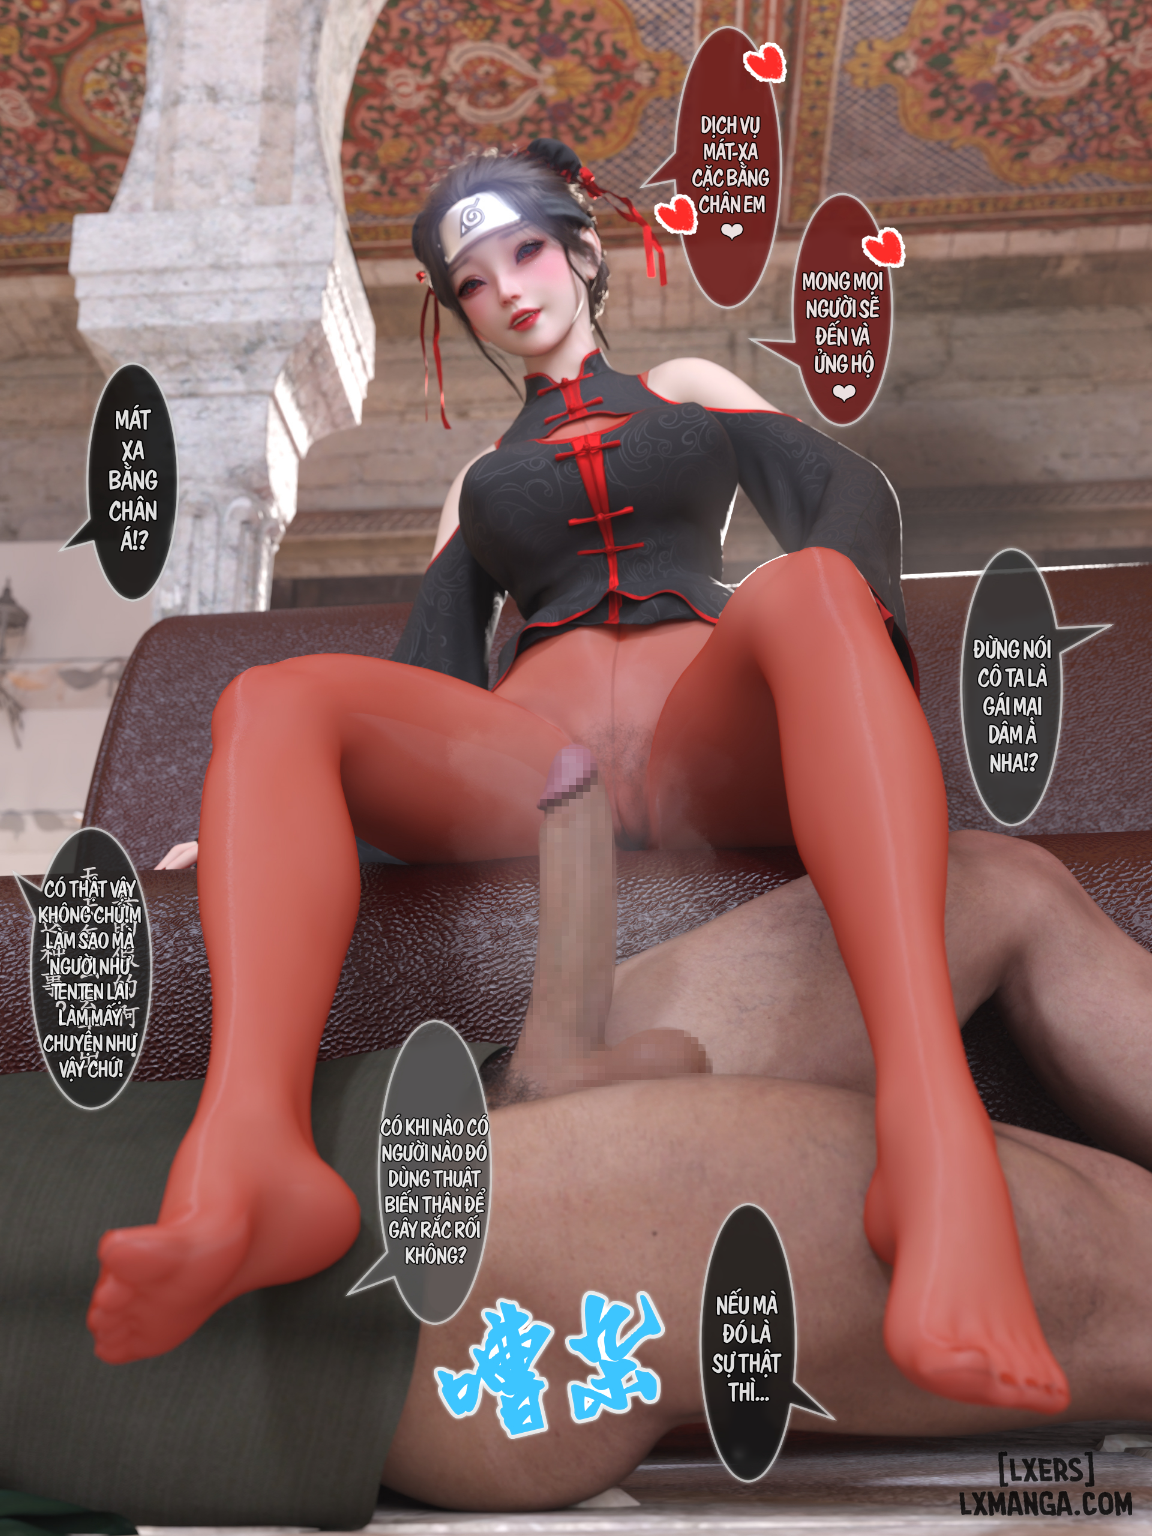 DỊCH VỤ
MÁT-XA
CẶC BẰNG
CHÂN EM
MONG MỌI
NGƯỜI SẼ
ĐẾN VÀ
ỦNG HỘ
MÁT
XA
BẰNG
CHÂN
Á!?
ĐỪNG NÓI
CÔ TA LÀ
GÁI MẠI
DÂM À
NHA!?
CÓ THẬT VẬY
KHÔNG CHỨ!M
LÀM SAO MÀ
NGƯỜI NHƯ
TENTEN LẠI
LÀM MẤY
CHUYỆN NHƯ
VẬY CHỨ!
CÓ KHI NÀO CÓ
NGƯỜI NÀO ĐÓ
DÙNG THUẬT
BIẾN THÂN ĐỂ
GÂY RẮC RỐI
KHÔNG?
NẾU MÀ
ĐÓ LÀ
SỰ THẬT
THÌ...
嘈杂
[LXERS]
LXMANGA.COM